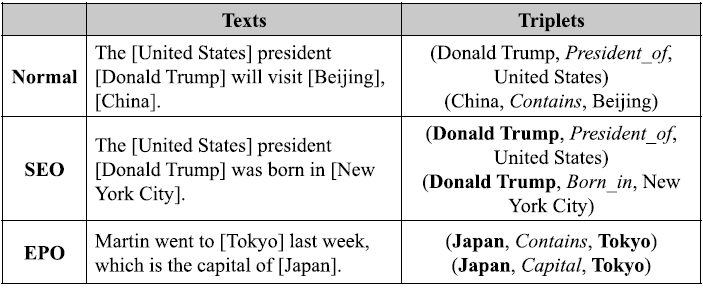 Texts Triplets
Normal
The [United States] president
[Donald Trump] will visit [Beijing],
[China].
(Donald Trump, President_of,
United States)
(China, Contains, Beijing)
SEO
The [United States] president
[Donald Trump] was born in [New
York City].
(Donald Trump, President_of,
United States)
(Donald Trump, Born_in, New
York City)
EPO
Martin went to [Tokyo] last week,
which is the capital of [Japan].
(Japan, Contains, Tokyo)
(Japan, Capital, Tokyo)